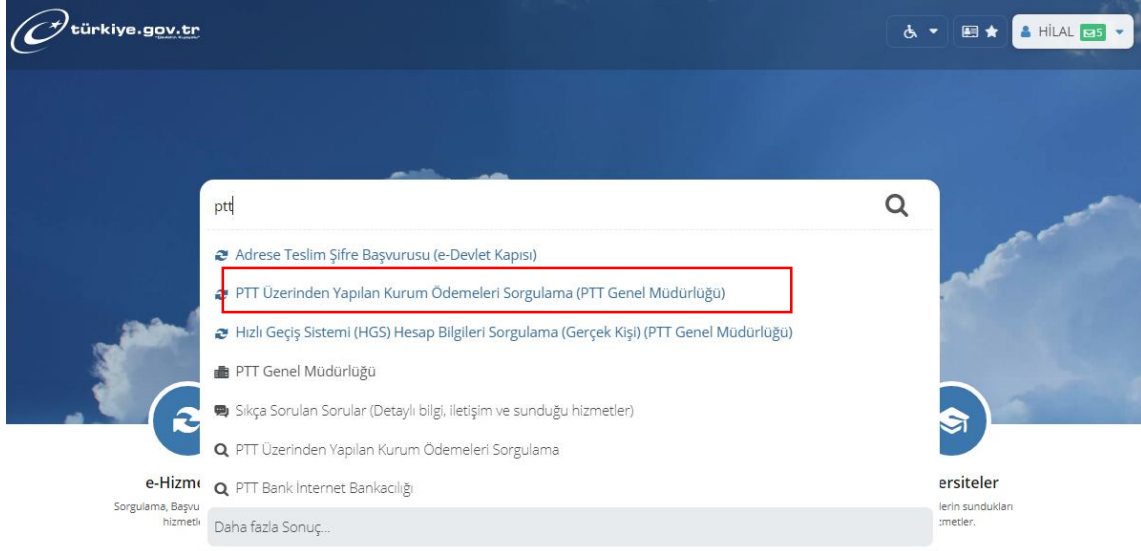 türkiye.gov.tr
HİLAL 5
ptt
Adrese Teslim Şifre Başvurusu (e-Devlet Kapısı)
PTT Üzerinden Yapılan Kurum Ödemeleri Sorgulama (PTT Genel Müdürlüğü)
Hızlı Geçiş Sistemi (HGS) Hesap Bilgileri Sorgulama (Gerçek Kişi) (PTT Genel Müdürlüğü)
PTT Genel Müdürlüğü
Sıkça Sorulan Sorular (Detaylı bilgi, iletişim ve sunduğu hizmetler)
PTT Üzerinden Yapılan Kurum Ödemeleri Sorgulama
PTT Bank İnternet Bankacılığı
Daha fazla Sonuç...
e-Hizme
Sorgulama, Başvu
hizmetle
ersiteler
lerin sundukları
zmetler.